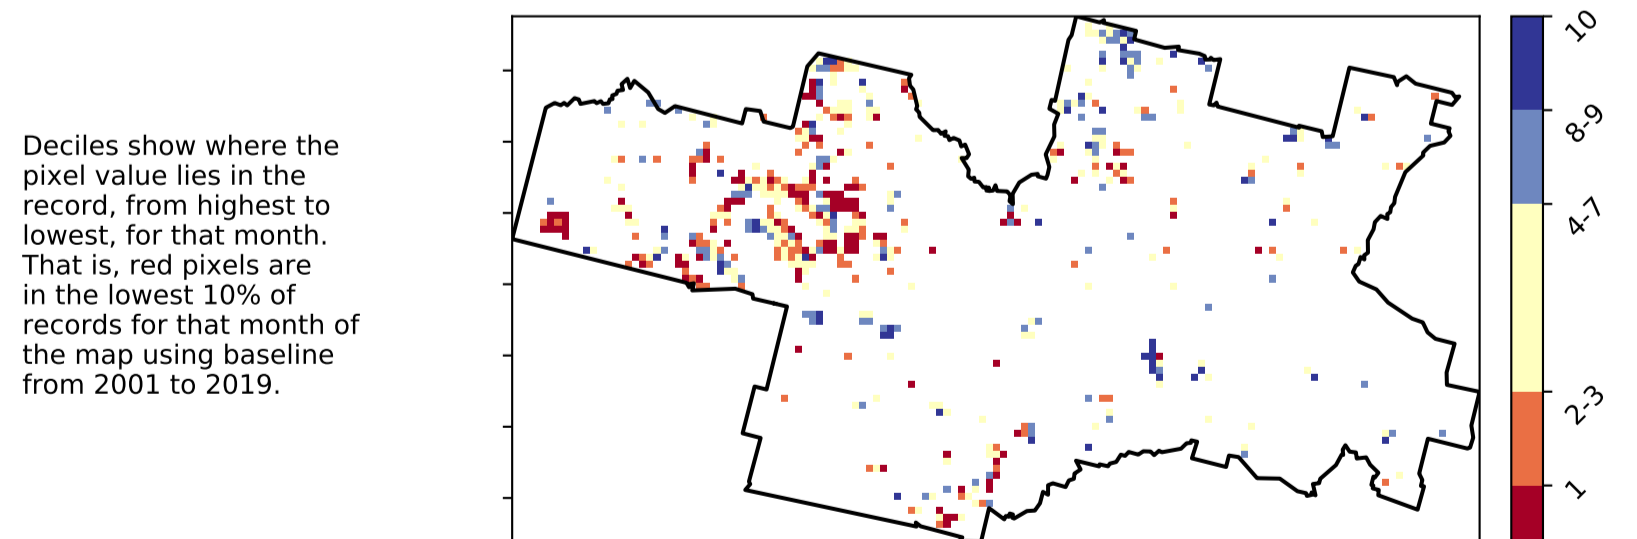 Deciles show where the
pixel value lies in the
record, from highest to
lowest, for that month.
That is, red pixels are
in the lowest 10% of
records for that month of
the map using baseline
from 2001 to 2019.
10
8-9
4-7
2-3
1